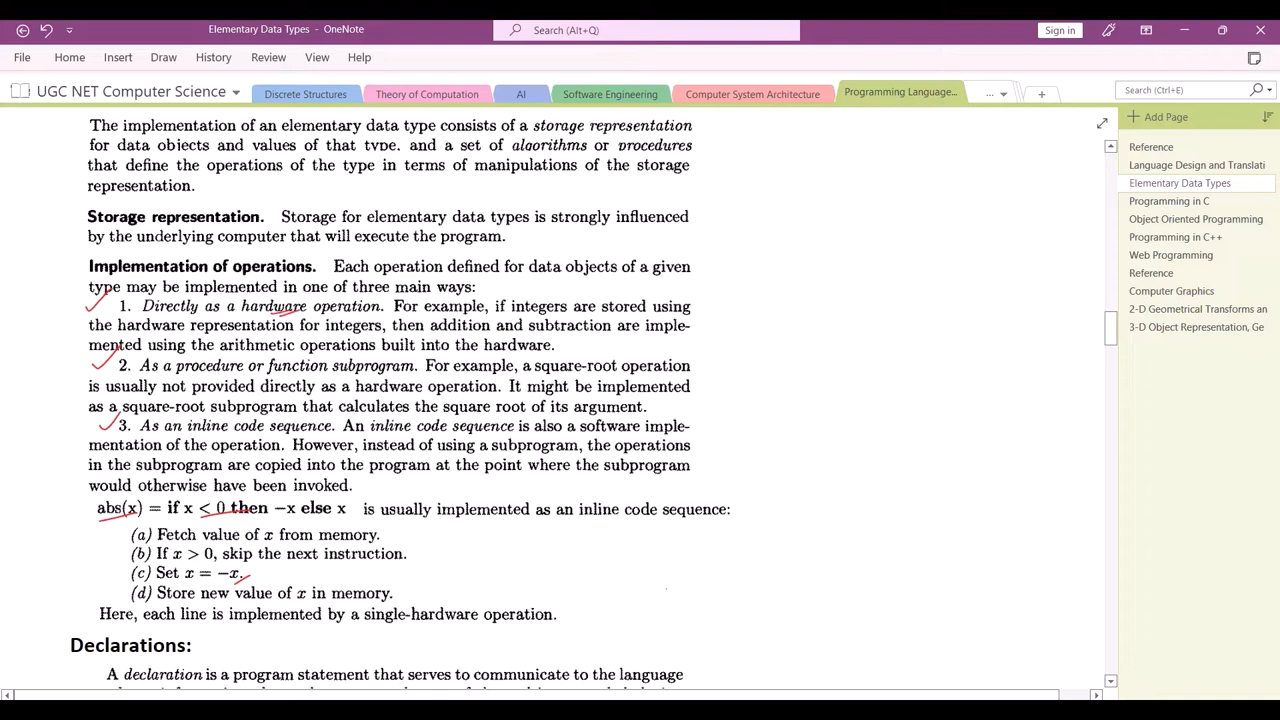 Elementary Data Types - OneNote
Search (Alt+Q)
Sign in
File Home Insert Draw History Review View Help
UGC NET Computer Science
Discrete Structures
Theory of Computation
AI
Software Engineering
Computer System Architecture
Programming Language...
...
Search (Ctrl+E)
Add Page
Reference
Language Design and Translati
Elementary Data Types
Programming in C
Object Oriented Programming
Programming in C++
Web Programming
Reference
Computer Graphics
2-D Geometrical Transforms an
3-D Object Representation, Ge
The implementation of an elementary data type consists of a storage representation
for data objects and values of that type, and a set of algorithms or procedures
that define the operations of the type in terms of manipulations of the storage
representation.
Storage representation. Storage for elementary data types is strongly influenced
by the underlying computer that will execute the program.
Implementation of operations. Each operation defined for data objects of a given
type may be implemented in one of three main ways:
1. Directly as a hardware operation. For example, if integers are stored using
the hardware representation for integers, then addition and subtraction are imple-
mented using the arithmetic operations built into the hardware.
2. As a procedure or function subprogram. For example, a square-root operation
is usually not provided directly as a hardware operation. It might be implemented
as a square-root subprogram that calculates the square root of its argument.
3. As an inline code sequence. An inline code sequence is also a software imple-
mentation of the operation. However, instead of using a subprogram, the operations
in the subprogram are copied into the program at the point where the subprogram
would otherwise have been invoked.
abs(x) = if x < 0 then −x else x is usually implemented as an inline code sequence:
(a) Fetch value of x from memory.
(b) If x > 0, skip the next instruction.
(c) Set x = −x.
(d) Store new value of x in memory.
Here, each line is implemented by a single-hardware operation.
Declarations:
A declaration is a program statement that serves to communicate to the language